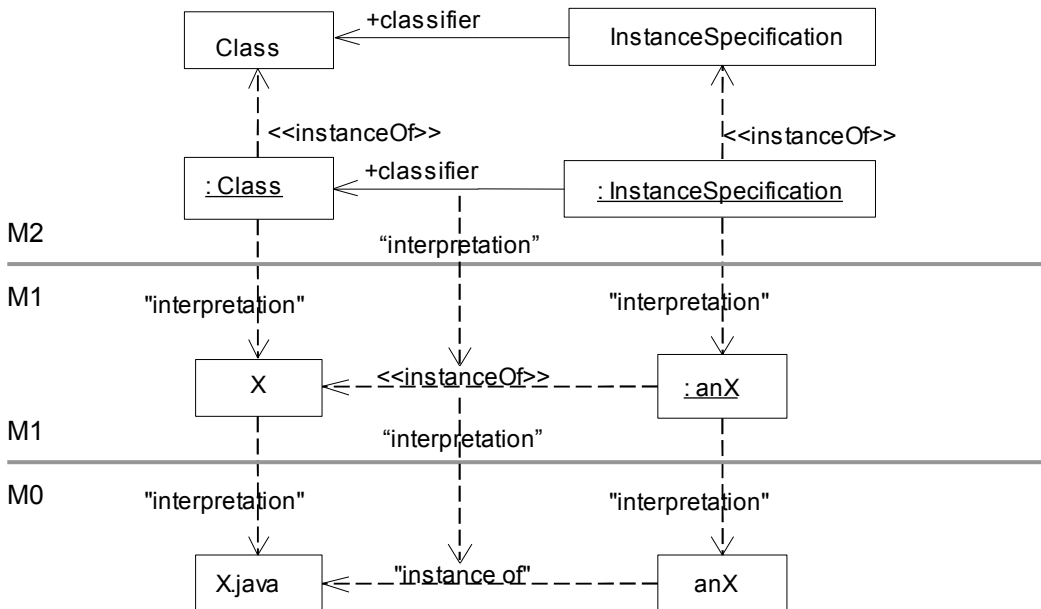 +classifier
Class
InstanceSpecification
<<instanceOf>>
<<instanceOf>>
+classifier
: Class
: InstanceSpecification
M2
“interpretation”
M1
"interpretation"
"interpretation"
X
<<instanceOf>>
: anX
M1
“interpretation”
M0
"interpretation"
"interpretation"
X.java
"instance of"
anX